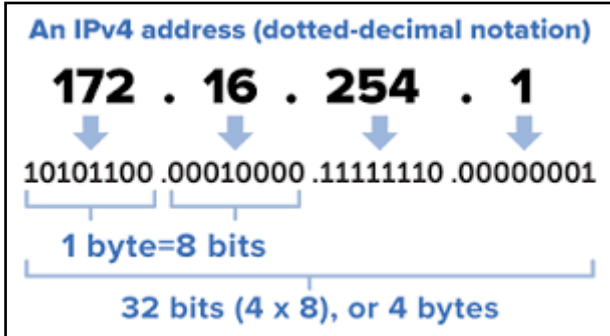 An IPv4 address (dotted-decimal notation)
172 . 16 . 254 . 1
10101100 .00010000 .11111110 .00000001
1 byte=8 bits
32 bits (4 x 8), or 4 bytes